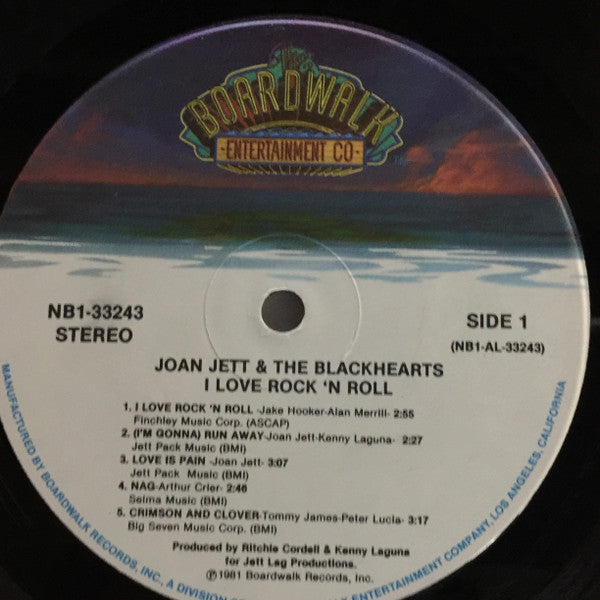 The
BOARDWALK
ENTERTAINMENT CO
NB1-33243
STEREO
SIDE 1
(NB1-AL-33243)
JOAN JETT & THE BLACKHEARTS
I LOVE ROCK 'N ROLL
1. I LOVE ROCK 'N ROLL -Jake Hooker-Alan Merrill- 2:55
Finchley Music Corp. (ASCAP)
2. (I'M GONNA) RUN AWAY-Joan Jett-Kenny Laguna- 2:27
Jett Pack Music (BMI)
3. LOVE IS PAIN -Joan Jett- 3:07
Jett Pack Music (BMI)
4. NAG-Arthur Crier- 2:46
Selma Music (BMI)
5. CRIMSON AND CLOVER-Tommy James-Peter Lucia- 3:17
Big Seven Music Corp. (BMI)
Produced by Ritchie Cordell & Kenny Laguna
for Jett Lag Productions.
℗1981 Boardwalk Records, Inc.
MANUFACTURED BY BOARDWALK RECORDS, INC., A DIVISION OF BOARDWALK ENTERTAINMENT COMPANY, LOS ANGELES, CALIFORNIA